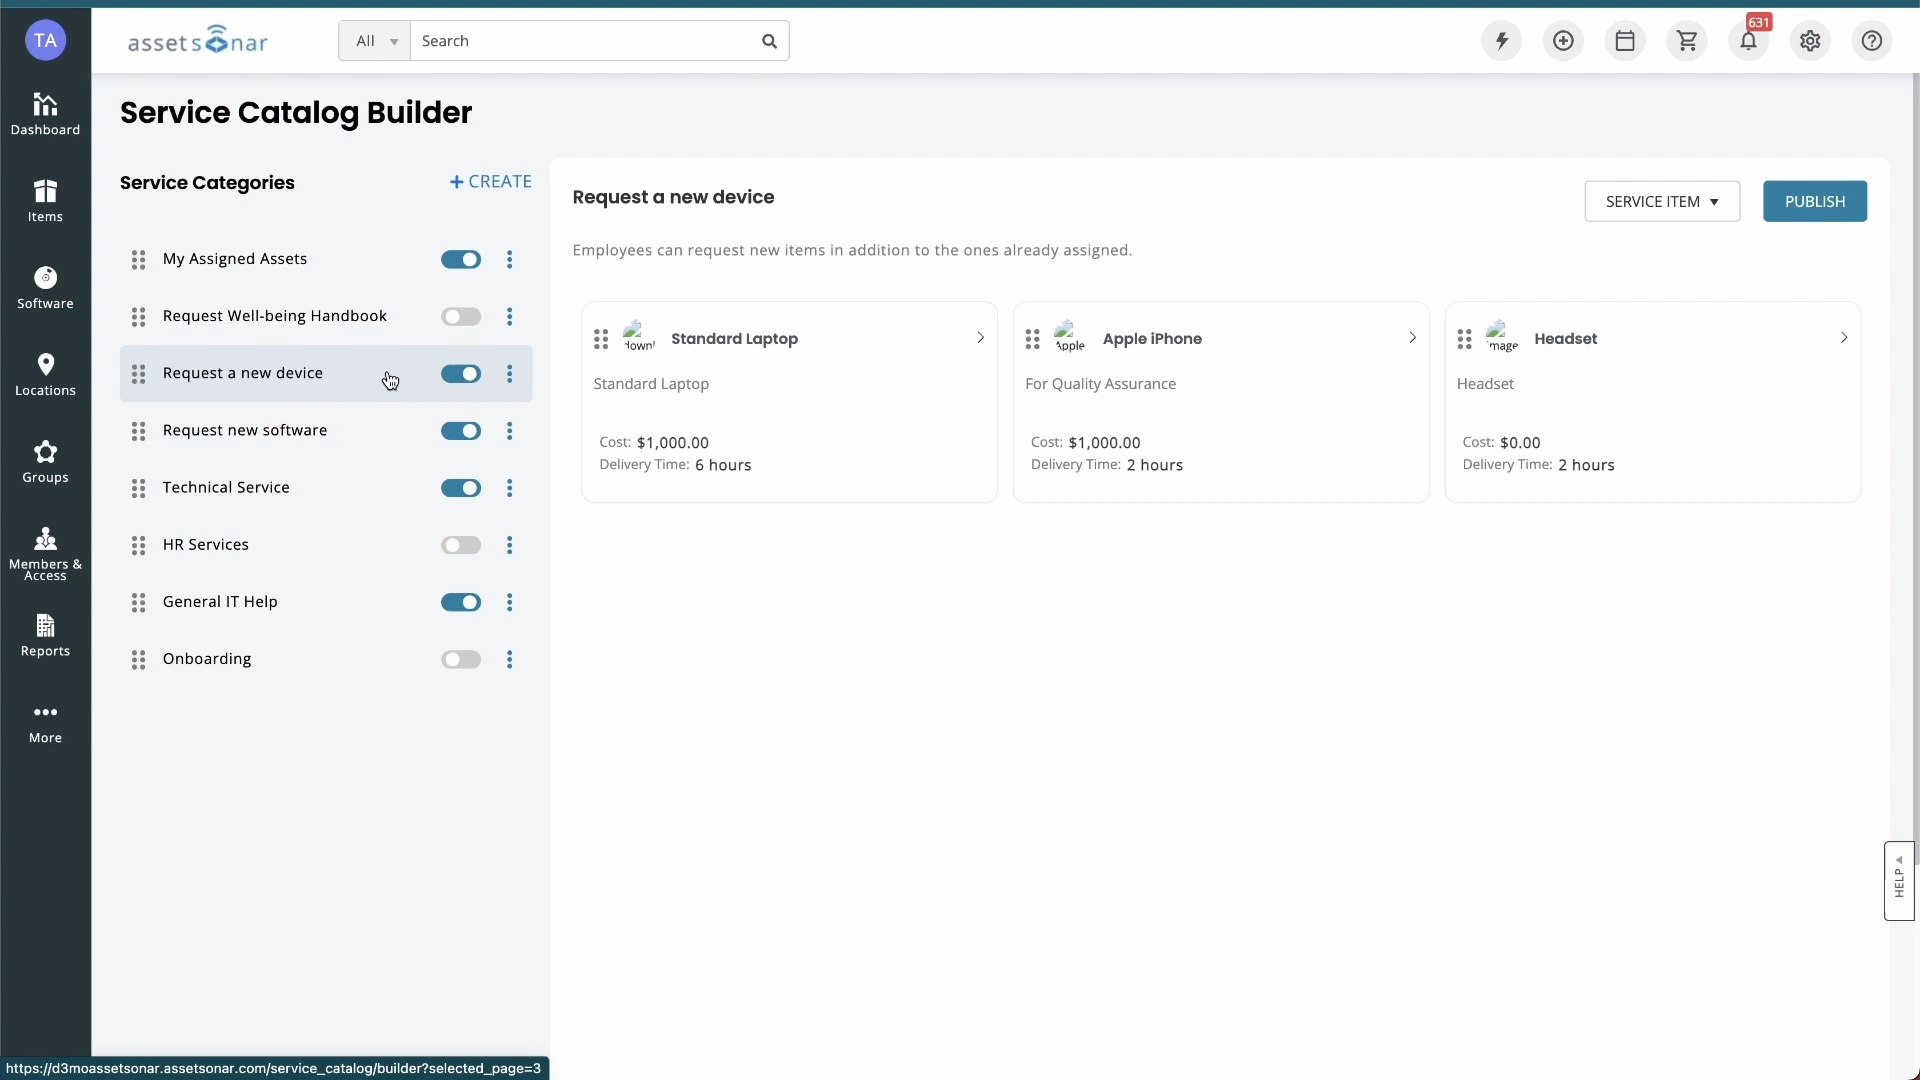 TA
assetsonar
All
Search
631
Dashboard
Items
Software
Locations
Groups
Members &
Access
Reports
More
Service Catalog Builder
Service Categories
+ CREATE
My Assigned Assets
Request Well-being Handbook
Request a new device
Request new software
Technical Service
HR Services
General IT Help
Onboarding
Request a new device
SERVICE ITEM
PUBLISH
Employees can request new items in addition to the ones already assigned.
Standard Laptop
Standard Laptop
Cost: $1,000.00
Delivery Time: 6 hours
Apple
Apple iPhone
For Quality Assurance
Cost: $1,000.00
Delivery Time: 2 hours
Headset
Headset
Cost: $0.00
Delivery Time: 2 hours
HELP
https://d3moassetsonar.assetsonar.com/service_catalog/builder?selected_page=3